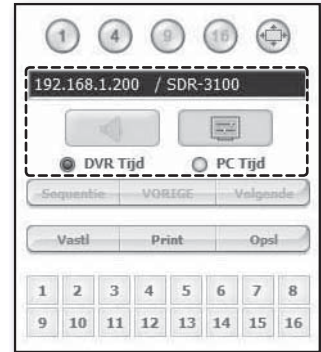 1 4 9 16
192.168.1.200 / SDR-3100
DVR Tijd PC Tijd
Sequentie VORIGE Volgende
Vastl Print Opsl
1 2 3 4 5 6 7 8
9 10 11 12 13 14 15 16